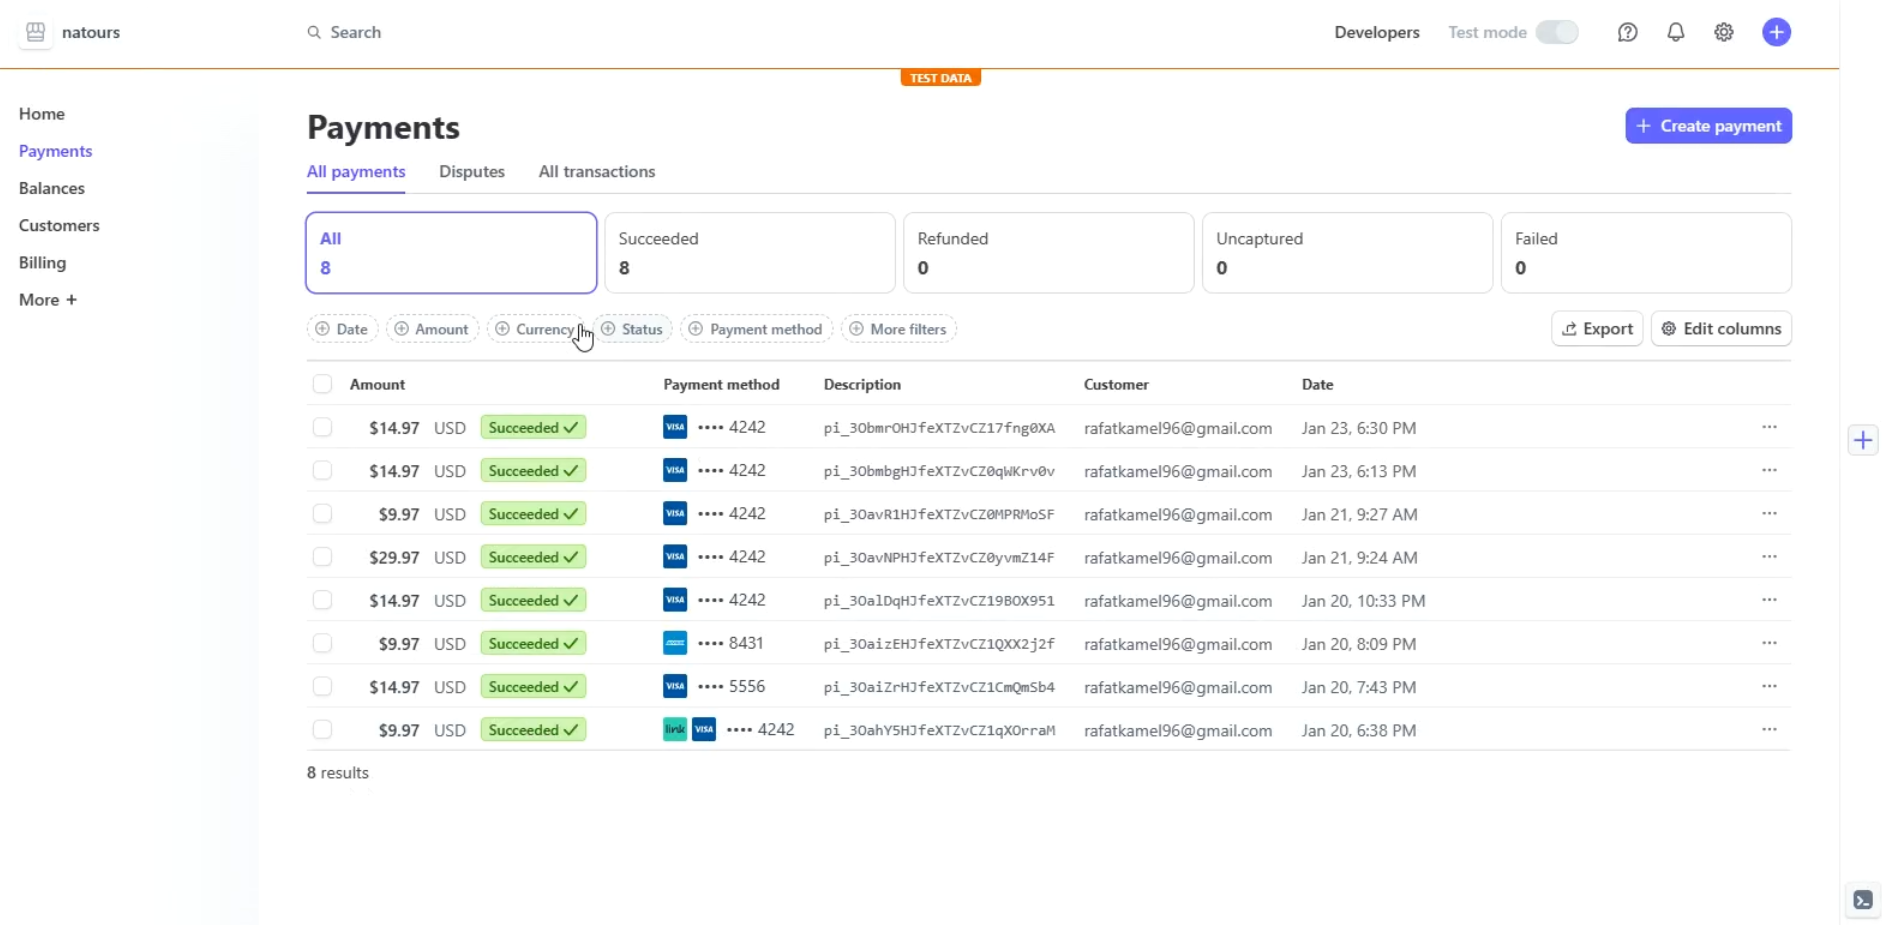 natours
Search
Developers Test mode
TEST DATA
Home
Payments
Balances
Customers
Billing
More +
Payments
+ Create payment
All payments Disputes All transactions
All
8
Succeeded
8
Refunded
0
Uncaptured
0
Failed
0
Date Amount Currency Status Payment method More filters Export Edit columns
Amount Payment method Description Customer Date
$14.97 USD Succeeded ✓ VISA •••• 4242 pi_3ObmrOHJfeXTZvCZ17fng0XA rafatkamel96@gmail.com Jan 23, 6:30 PM
$14.97 USD Succeeded ✓ VISA •••• 4242 pi_3ObmbgHJfeXTZvCZ0qWKrv0v rafatkamel96@gmail.com Jan 23, 6:13 PM
$9.97 USD Succeeded ✓ VISA •••• 4242 pi_3OavR1HJfeXTZvCZ0MPRMoSF rafatkamel96@gmail.com Jan 21, 9:27 AM
$29.97 USD Succeeded ✓ VISA •••• 4242 pi_3OavNPHJfeXTZvCZ0yvmZ14F rafatkamel96@gmail.com Jan 21, 9:24 AM
$14.97 USD Succeeded ✓ VISA •••• 4242 pi_3OalDqHJfeXTZvCZ19BOX951 rafatkamel96@gmail.com Jan 20, 10:33 PM
$9.97 USD Succeeded ✓ •••• 8431 pi_3OaizEHJfeXTZvCZ1QXX2j2f rafatkamel96@gmail.com Jan 20, 8:09 PM
$14.97 USD Succeeded ✓ VISA •••• 5556 pi_3OaiZrHJfeXTZvCZ1CmQmSb4 rafatkamel96@gmail.com Jan 20, 7:43 PM
$9.97 USD Succeeded ✓ link VISA •••• 4242 pi_3OahY5HJfeXTZvCZ1qXOrraM rafatkamel96@gmail.com Jan 20, 6:38 PM
8 results